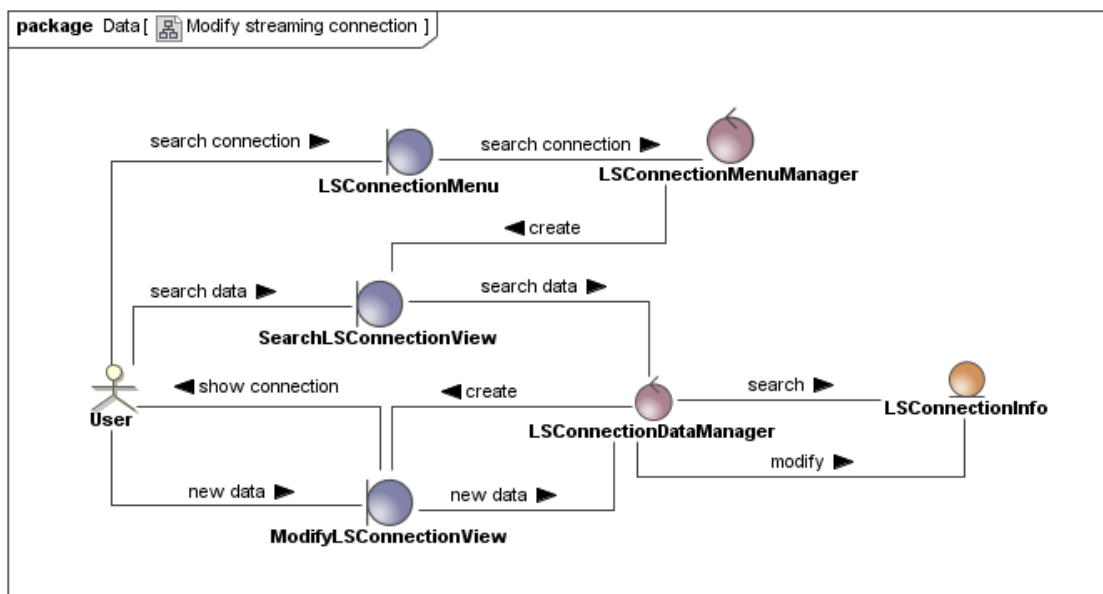 package Data[ Modify streaming connection ]
search connection
search connection
LSConnectionMenu
LSConnectionMenuManager
create
search data
search data
SearchLSConnectionView
show connection
create
search
User
LSConnectionDataManager
LSConnectionInfo
modify
new data
new data
ModifyLSConnectionView